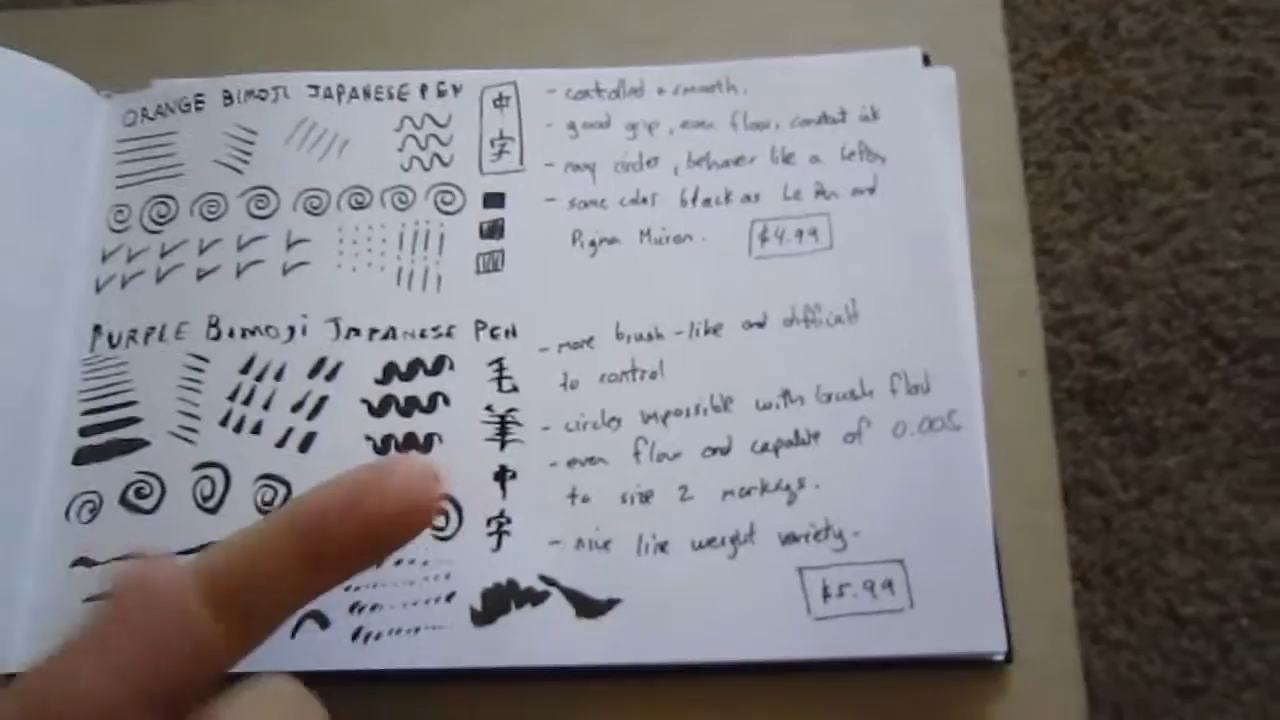 ORANGE BIMOJI JAPANESE PEN
中
字
- controlled + smooth.
- good grip, even flow, constant ink
- easy circles, behaves like a
- same color black as Le Pen and
Pigma Micron.
$4.99
PURPLE BIMOJI JAPANESE PEN
毛
筆
中
字
- more brush-like and difficult
to control
- circles impossible with brush flow
- even flow and capable of 0.005
to size 2 markings.
- nice line weight variety.
$5.99